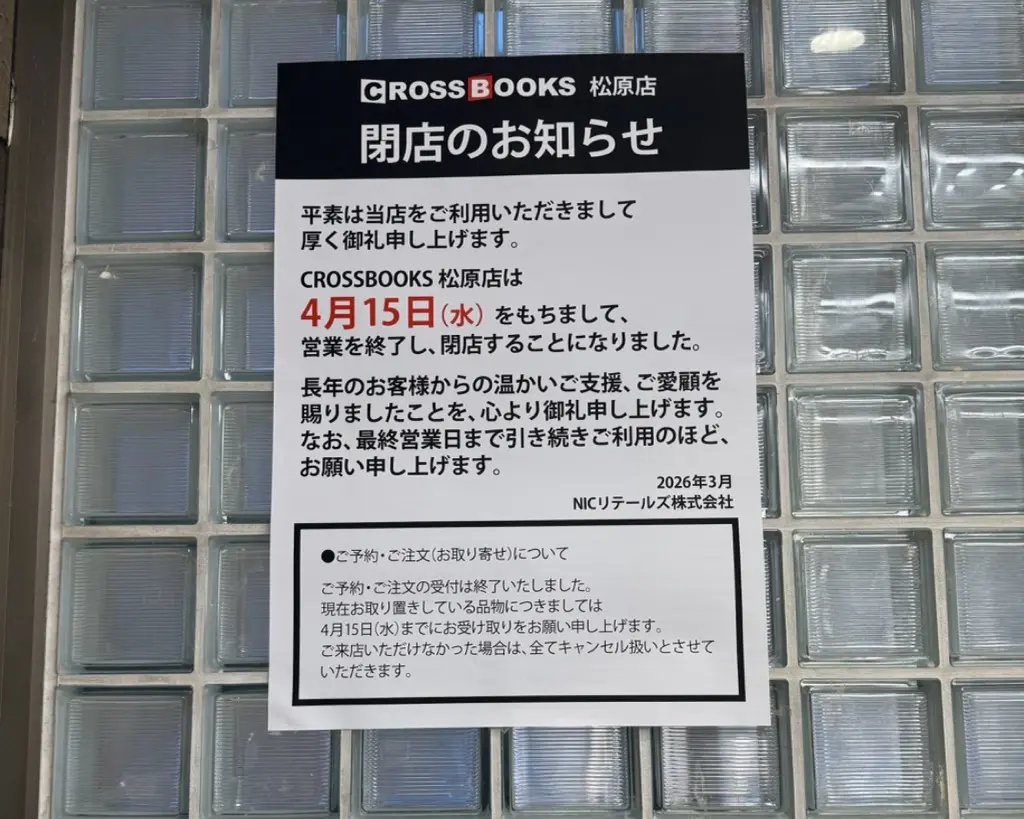 CROSSBOOKS 松原店
閉店のお知らせ
平素は当店をご利用いただきまして
厚く御礼申し上げます。
CROSSBOOKS 松原店は
4月15日(水) をもちまして、
営業を終了し、閉店することになりました。
長年のお客様からの温かいご支援、ご愛顧を
賜りましたことを、心より御礼申し上げます。
なお、最終営業日まで引き続きご利用のほど、
お願い申し上げます。
2026年3月
NICリテールズ株式会社
●ご予約・ご注文(お取り寄せ)について
ご予約・ご注文の受付は終了いたしました。
現在お取り置きしている品物につきましては
4月15日(水)までにお受け取りをお願い申し上げます。
ご来店いただけなかった場合は、全てキャンセル扱いとさせて
いただきます。